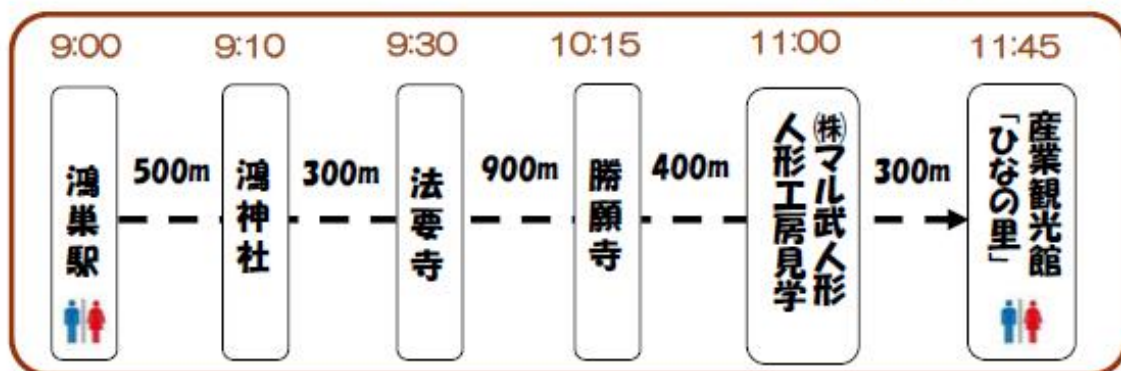 9:00
9:10
9:30
10:15
11:00
11:45
鴻巣駅
500m
鴻神社
300m
法要寺
900m
勝願寺
400m
㈱マル武人形
人形工房見学
300m
産業観光館
「ひなの里」